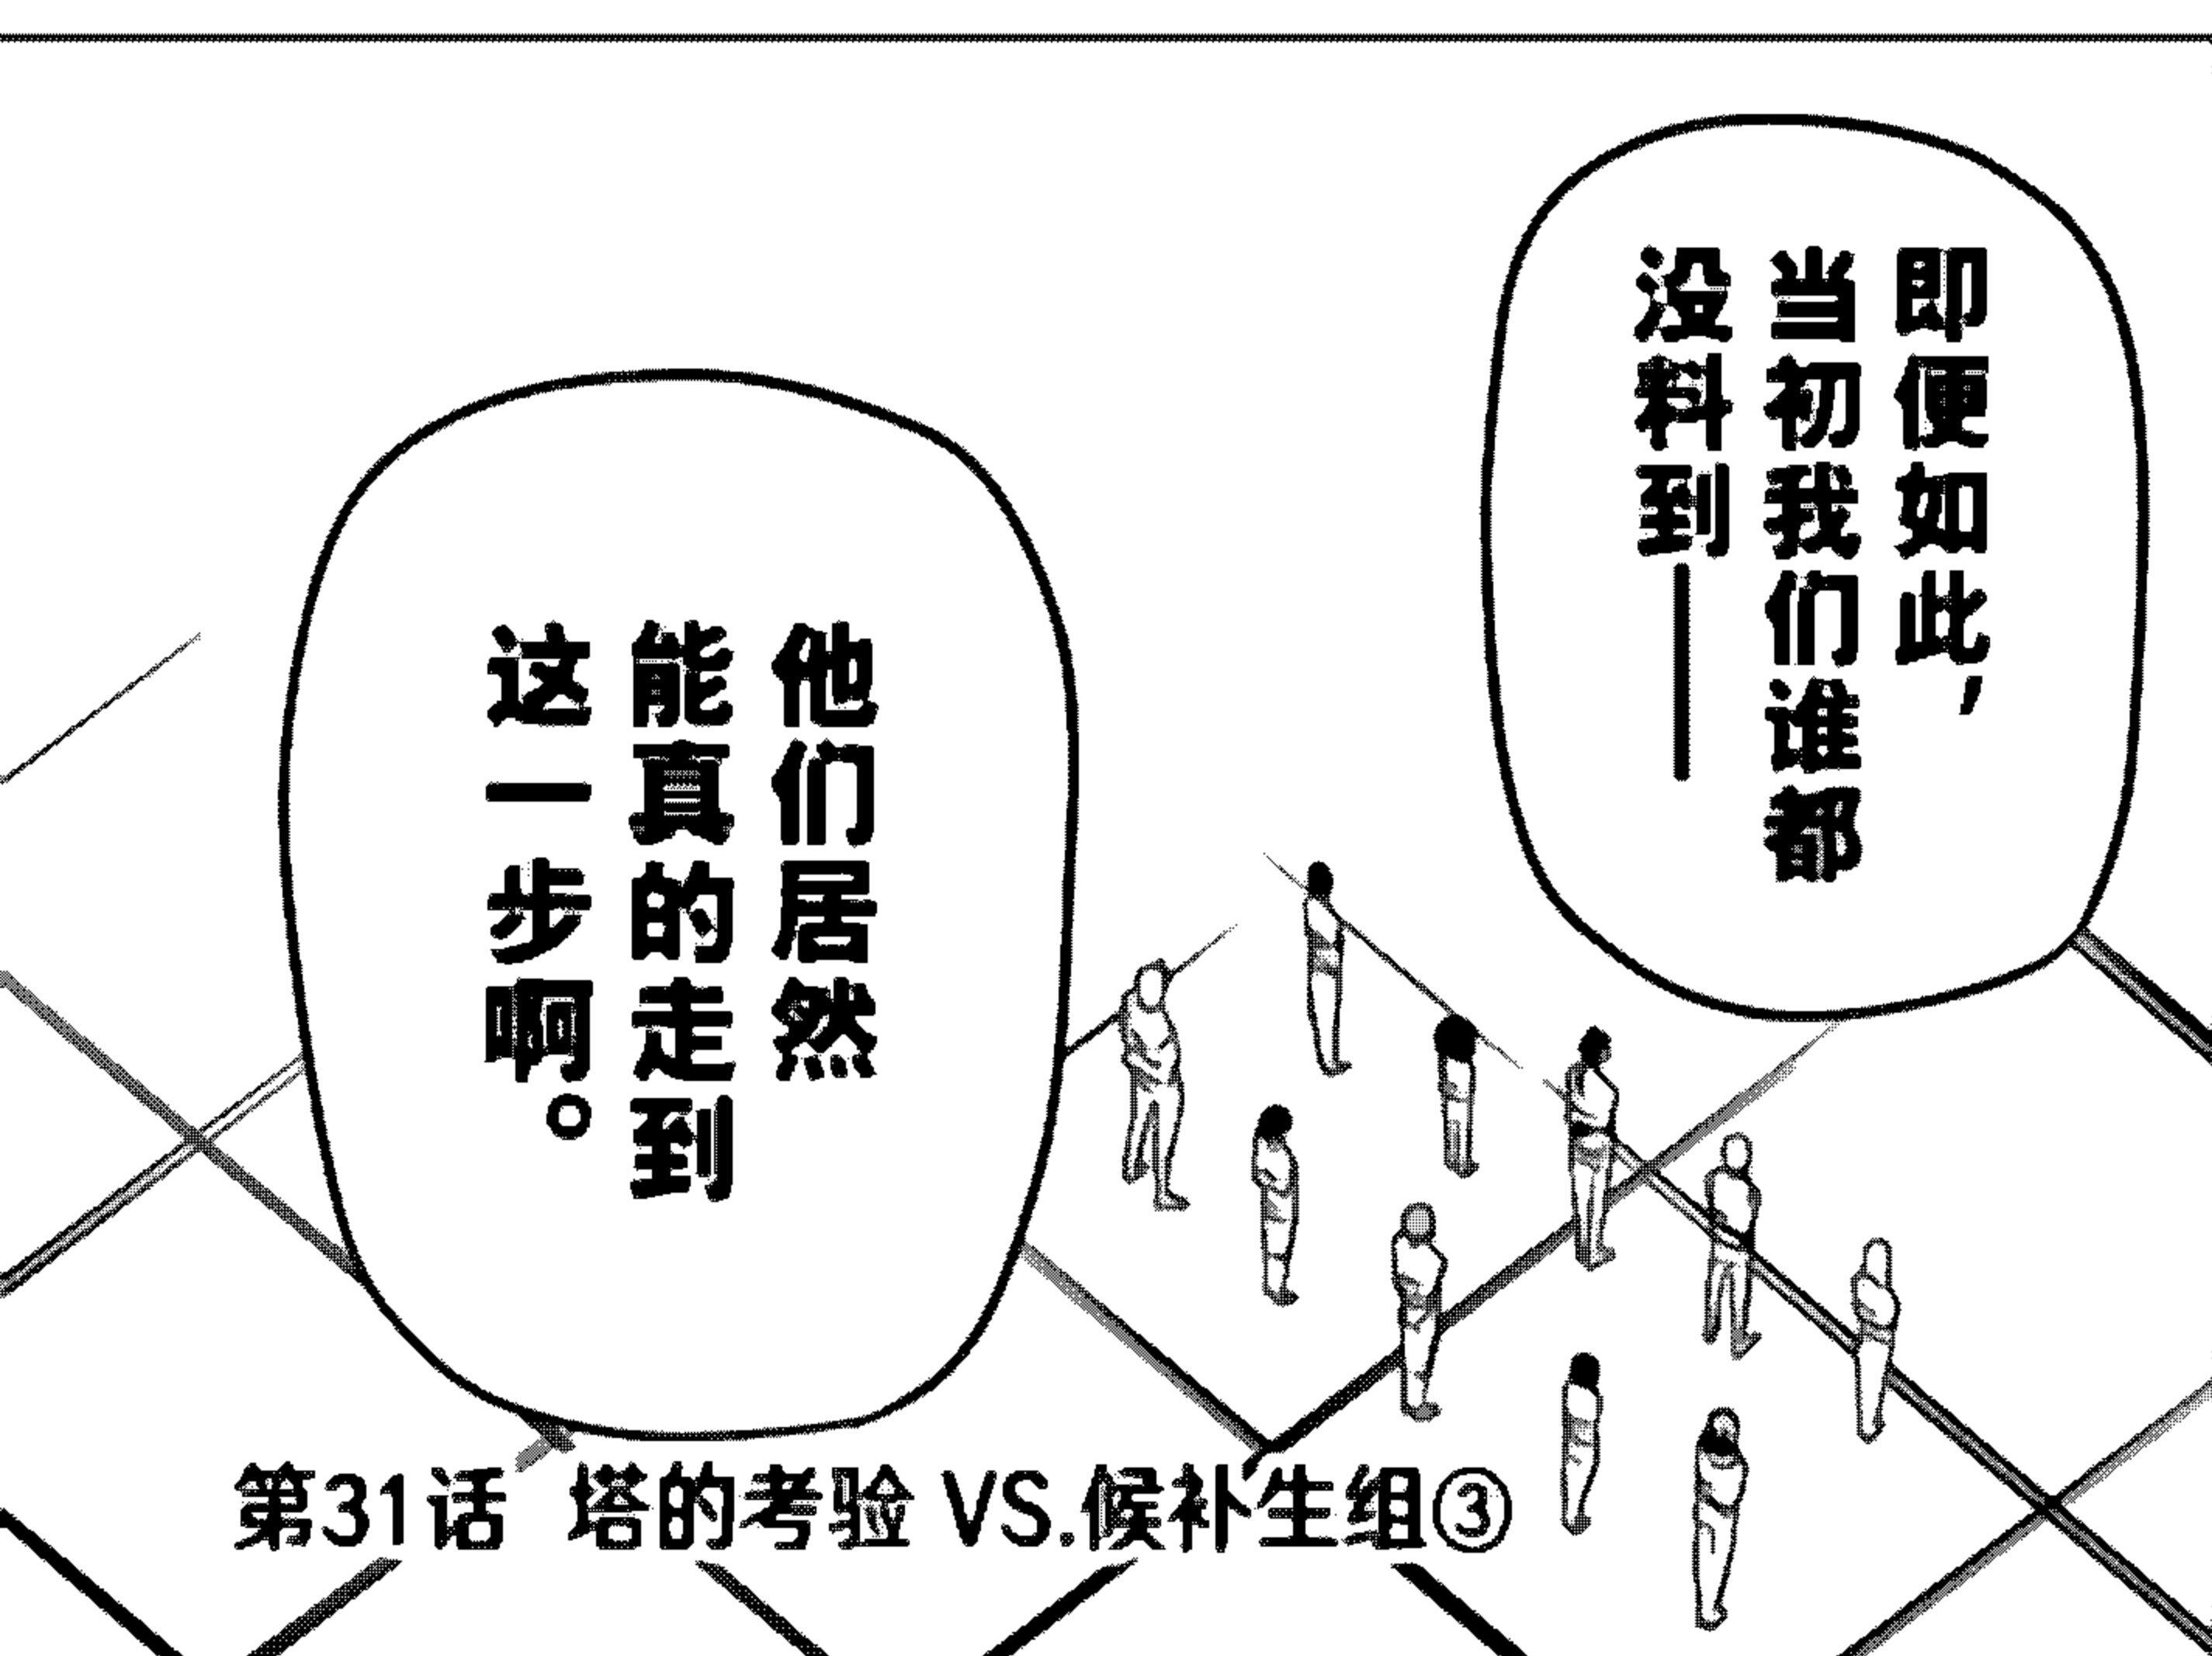 即便如此，
当初我们谁都
没料到——
他们居然
能真的走到
这一步啊。
第31话 塔的考验 VS.候补生组③